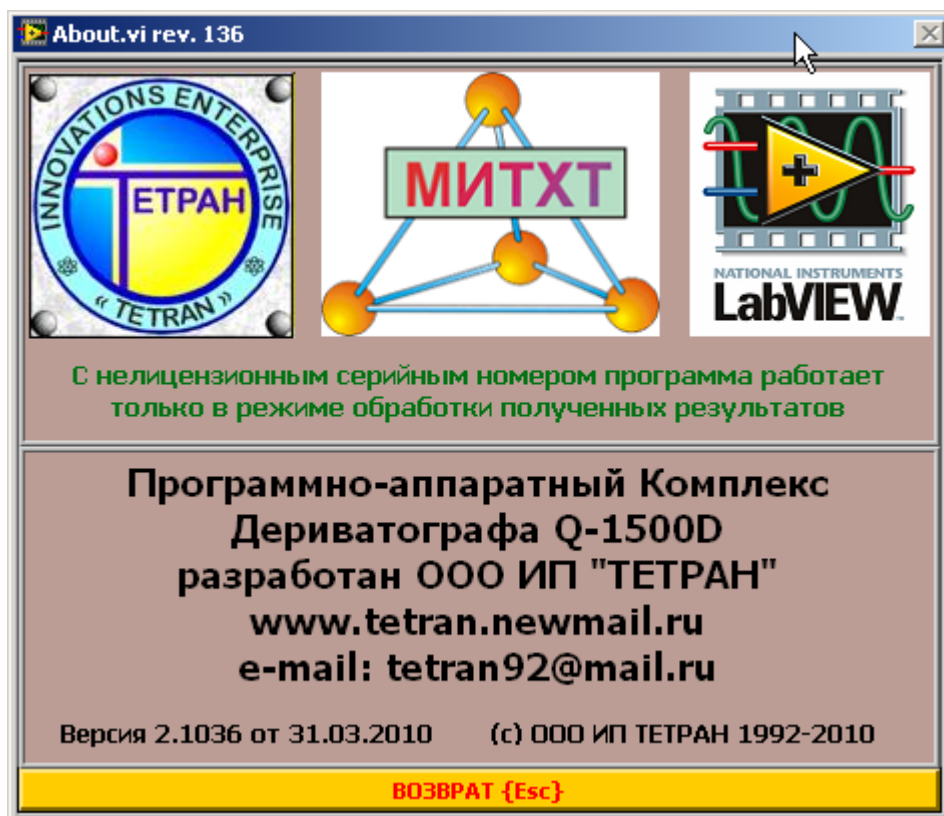 About.vi rev. 136
INNOVATIONS ENTERPRISE
ТЕТРАН
« TETRAN »
МИТХТ
NATIONAL INSTRUMENTS
LabVIEW
С нелицензионным серийным номером программа работает
только в режиме обработки полученных результатов
Программно-аппаратный Комплекс
Дериватографа Q-1500D
разработан ООО ИП "ТЕТРАН"
www.tetran.newmail.ru
e-mail: tetran92@mail.ru
Версия 2.1036 от 31.03.2010 (c) ООО ИП ТЕТРАН 1992-2010
ВОЗВРАТ {Esc}